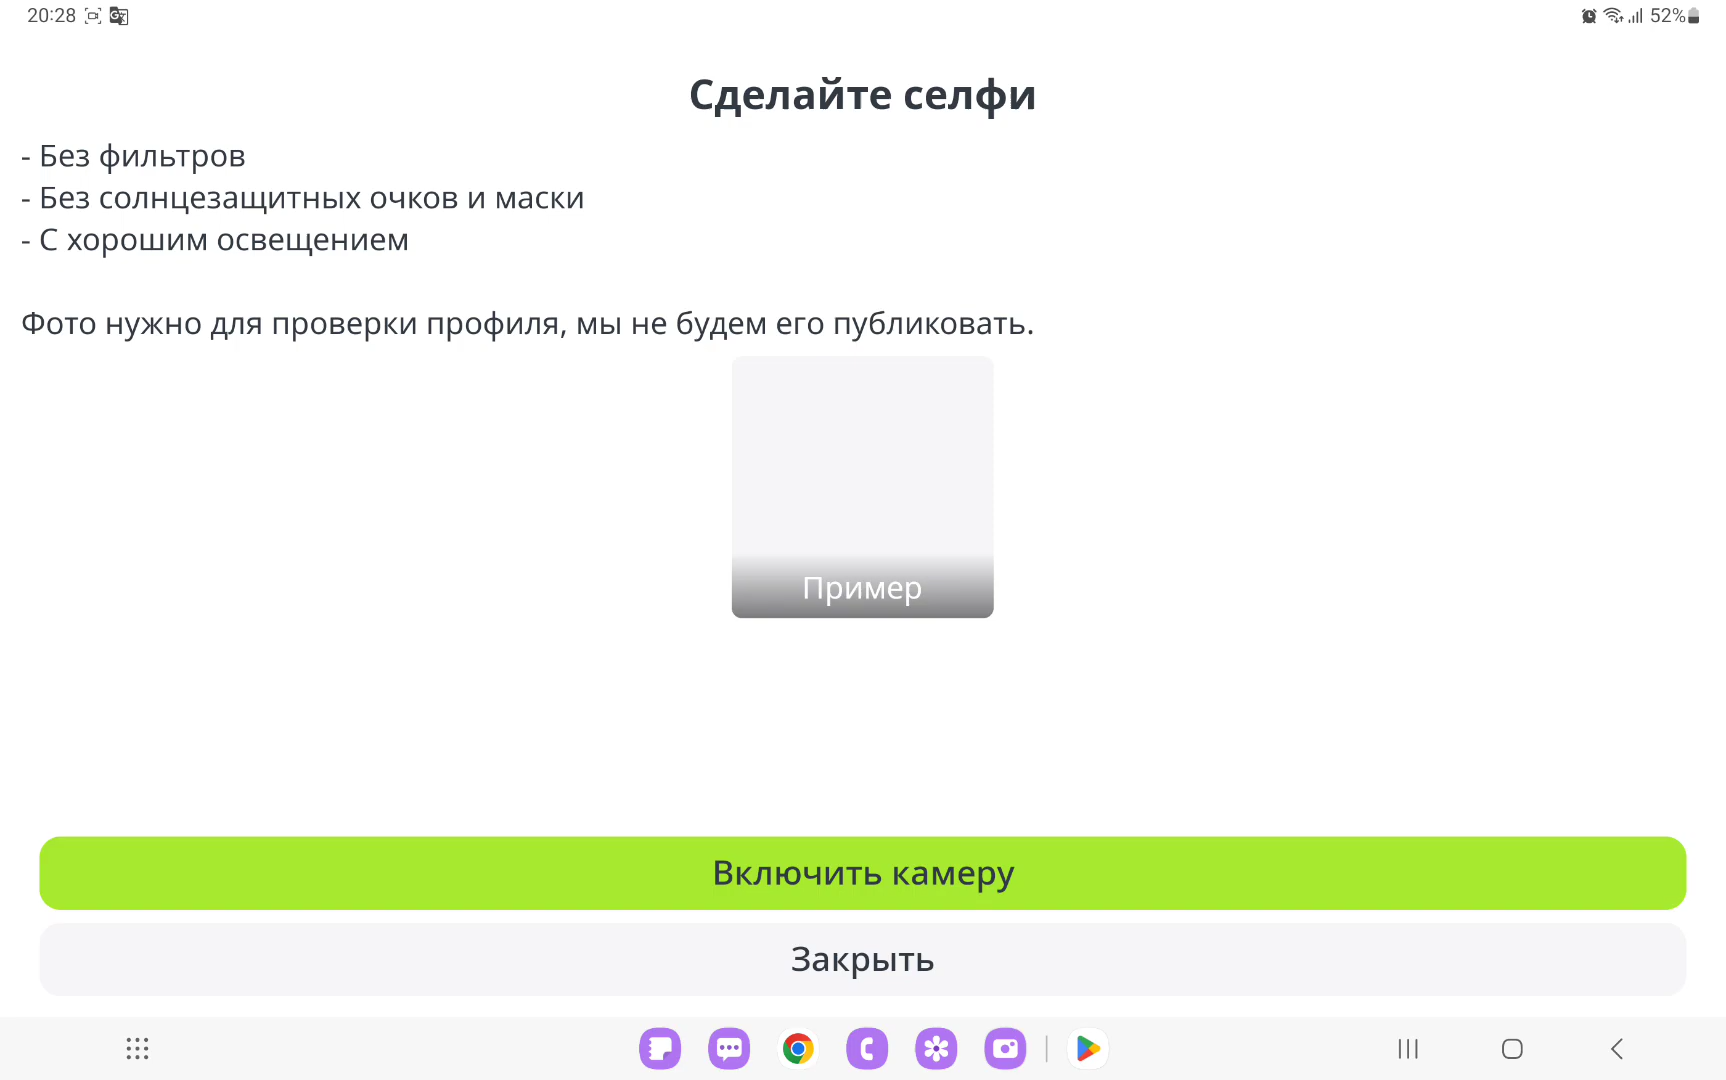 20:28
52%
Сделайте селфи
- Без фильтров
- Без солнцезащитных очков и маски
- С хорошим освещением
Фото нужно для проверки профиля, мы не будем его публиковать.
Пример
Включить камеру
Закрыть